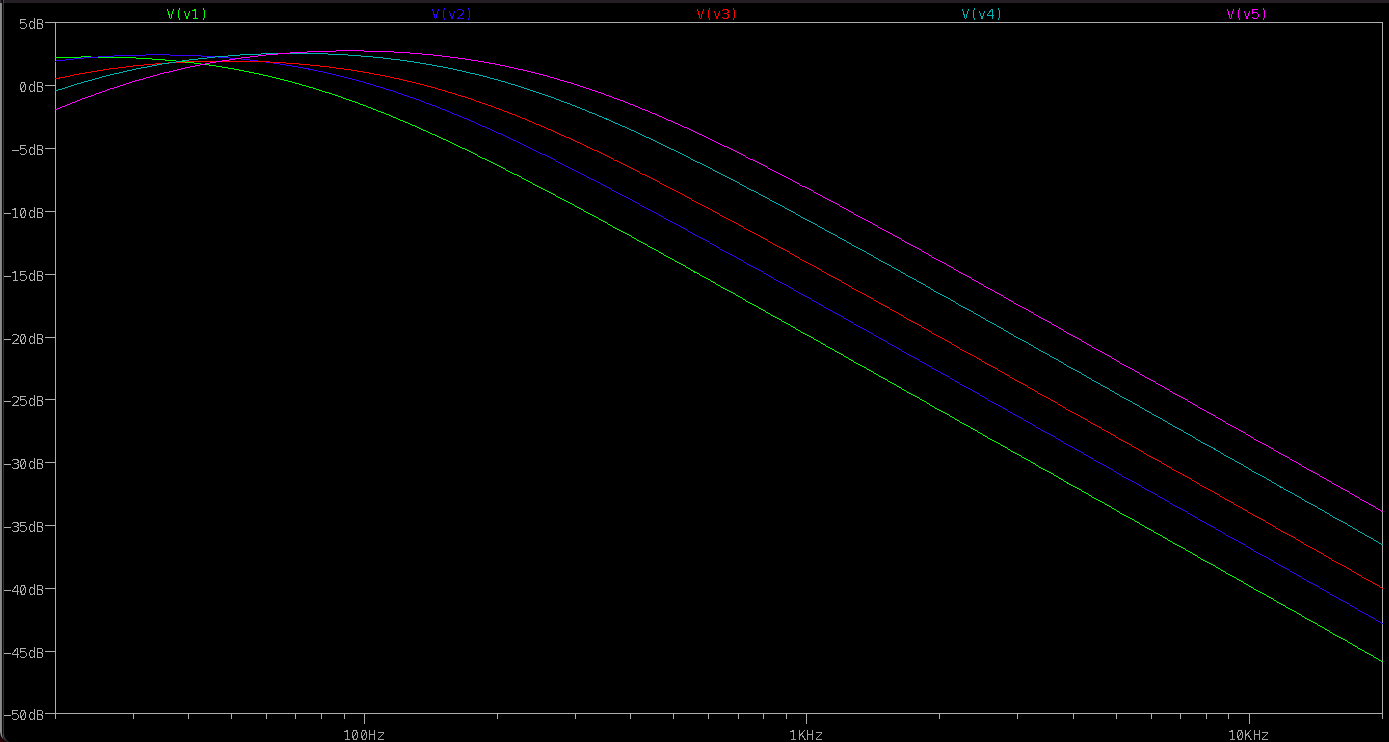 V(v1) V(v2) V(v3) V(v4) V(v5)
5dB
0dB
-5dB
-10dB
-15dB
-20dB
-25dB
-30dB
-35dB
-40dB
-45dB
-50dB
100Hz 1KHz 10KHz